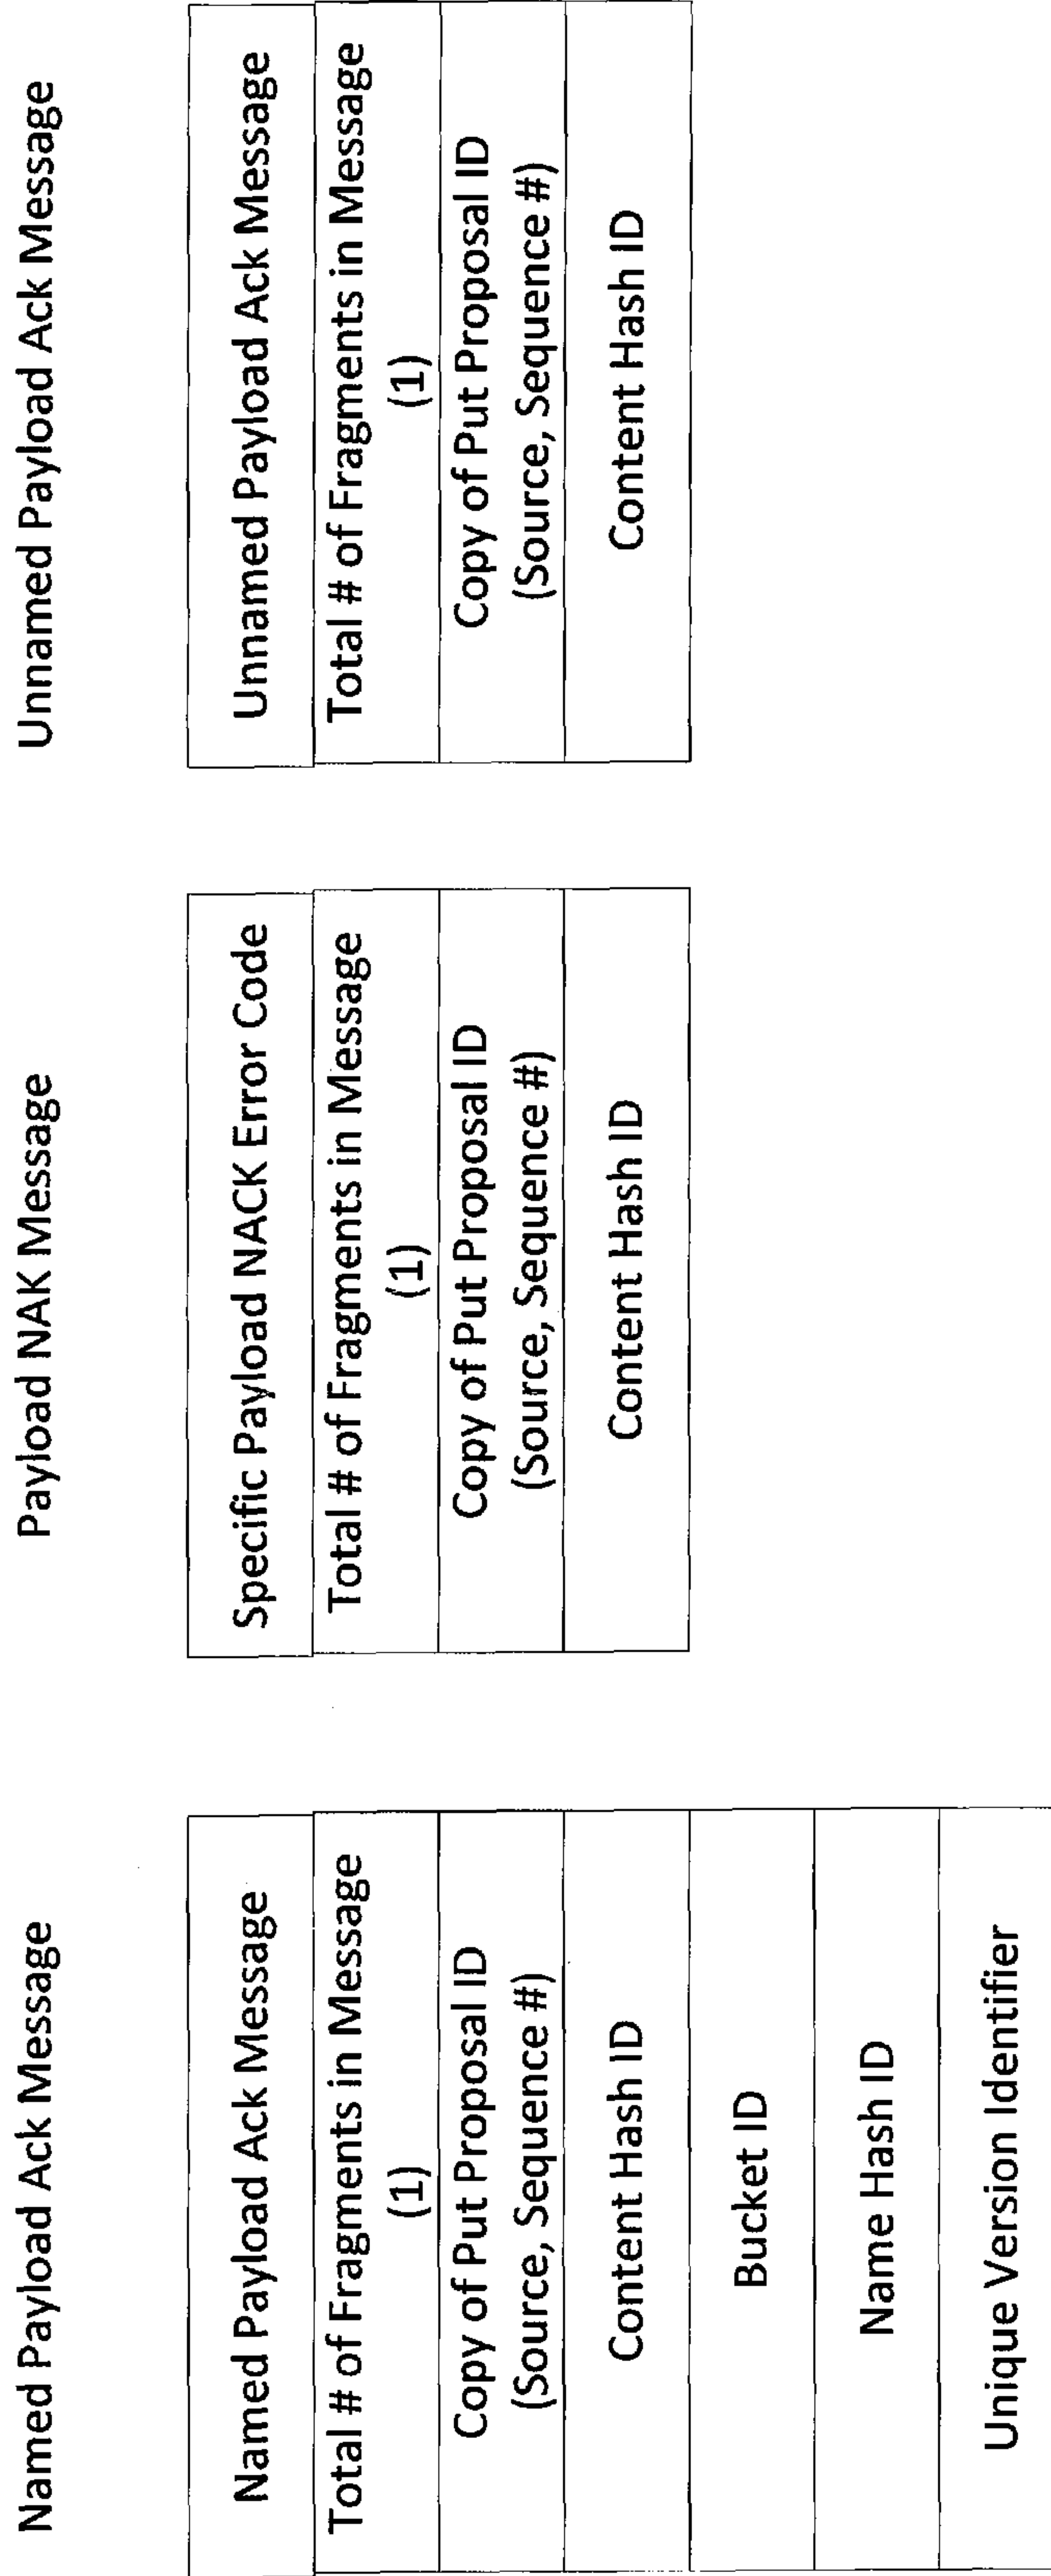 Named Payload Ack Message
Named Payload Ack Message
Total # of Fragments in Message
(1)
Copy of Put Proposal ID
(Source, Sequence #)
Content Hash ID
Bucket ID
Name Hash ID
Unique Version Identifier
Payload NAK Message
Specific Payload NACK Error Code
Total # of Fragments in Message
(1)
Copy of Put Proposal ID
(Source, Sequence #)
Content Hash ID
Unnamed Payload Ack Message
Unnamed Payload Ack Message
Total # of Fragments in Message
(1)
Copy of Put Proposal ID
(Source, Sequence #)
Content Hash ID